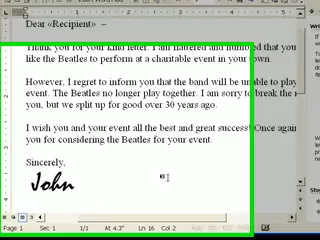 Dear «Recipient» –
Thank you for your kind letter. I am flattered and humbled that you
like the Beatles to perform at a charitable event in your town.
However, I regret to inform you that the band will be unable to play
event. The Beatles no longer play together. I am sorry to break the
you, but we split up for good over 30 years ago.
I wish you and your event all the best and great success! Once again
you for considering the Beatles for your event.
Sincerely,
John
Page 1 Sec 1 1/1 At 4.3" Ln 16 Col 2